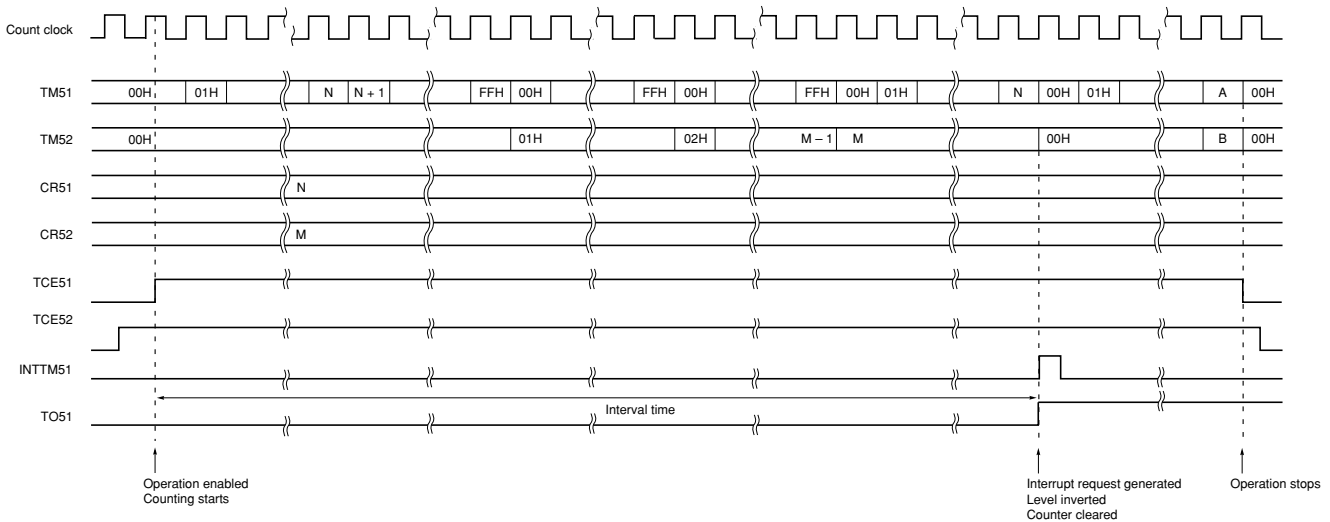 Count clock
TM51 00H 01H N N + 1 FFH 00H FFH 00H FFH 00H 01H N 00H 01H A 00H
TM52 00H 01H 02H M – 1 M 00H B 00H
CR51 N
CR52 M
TCE51
TCE52
INTTM51
Interval time
TO51
Operation enabled
Counting starts
Interrupt request generated
Level inverted
Counter cleared
Operation stops